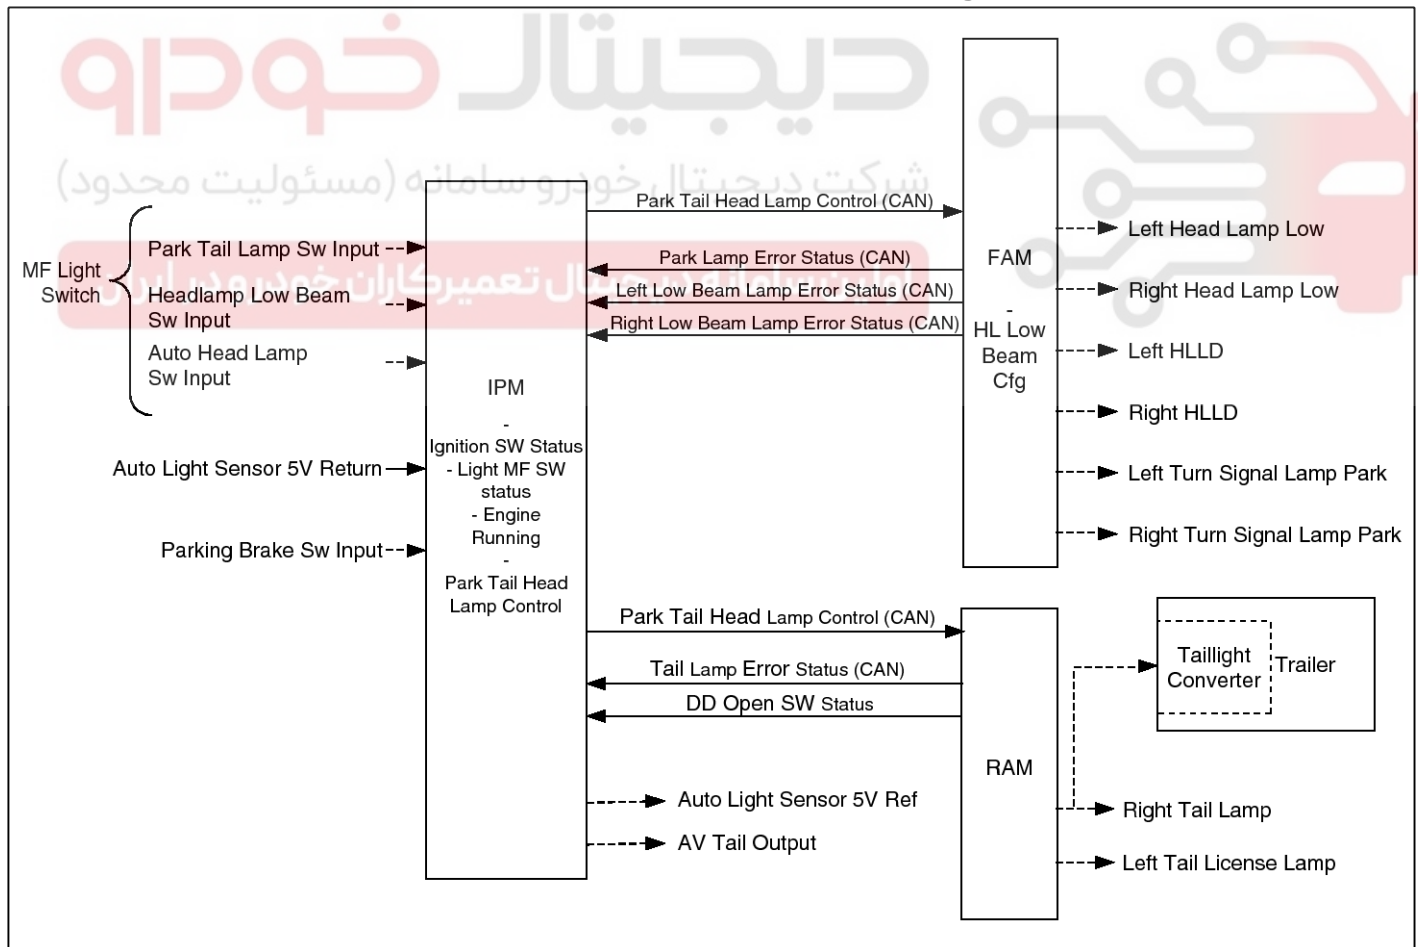 دیجیتال خودرو
شرکت دیجیتال خودرو سامانه (مسئولیت محدود)
اولین سامانه دیجیتال تعمیرکاران خودرو در ایران
MF Light
Switch
Park Tail Lamp Sw Input
Headlamp Low Beam
Sw Input
Auto Head Lamp
Sw Input
Auto Light Sensor 5V Return
Parking Brake Sw Input
IPM
-
Ignition SW Status
- Light MF SW
status
- Engine
Running
-
Park Tail Head
Lamp Control
Park Tail Head Lamp Control (CAN)
Park Lamp Error Status (CAN)
Left Low Beam Lamp Error Status (CAN)
Right Low Beam Lamp Error Status (CAN)
FAM
-
HL Low
Beam
Cfg
Left Head Lamp Low
Right Head Lamp Low
Left HLLD
Right HLLD
Left Turn Signal Lamp Park
Right Turn Signal Lamp Park
Park Tail Head Lamp Control (CAN)
Tail Lamp Error Status (CAN)
DD Open SW Status
Auto Light Sensor 5V Ref
AV Tail Output
RAM
Taillight
Converter
Trailer
Right Tail Lamp
Left Tail License Lamp